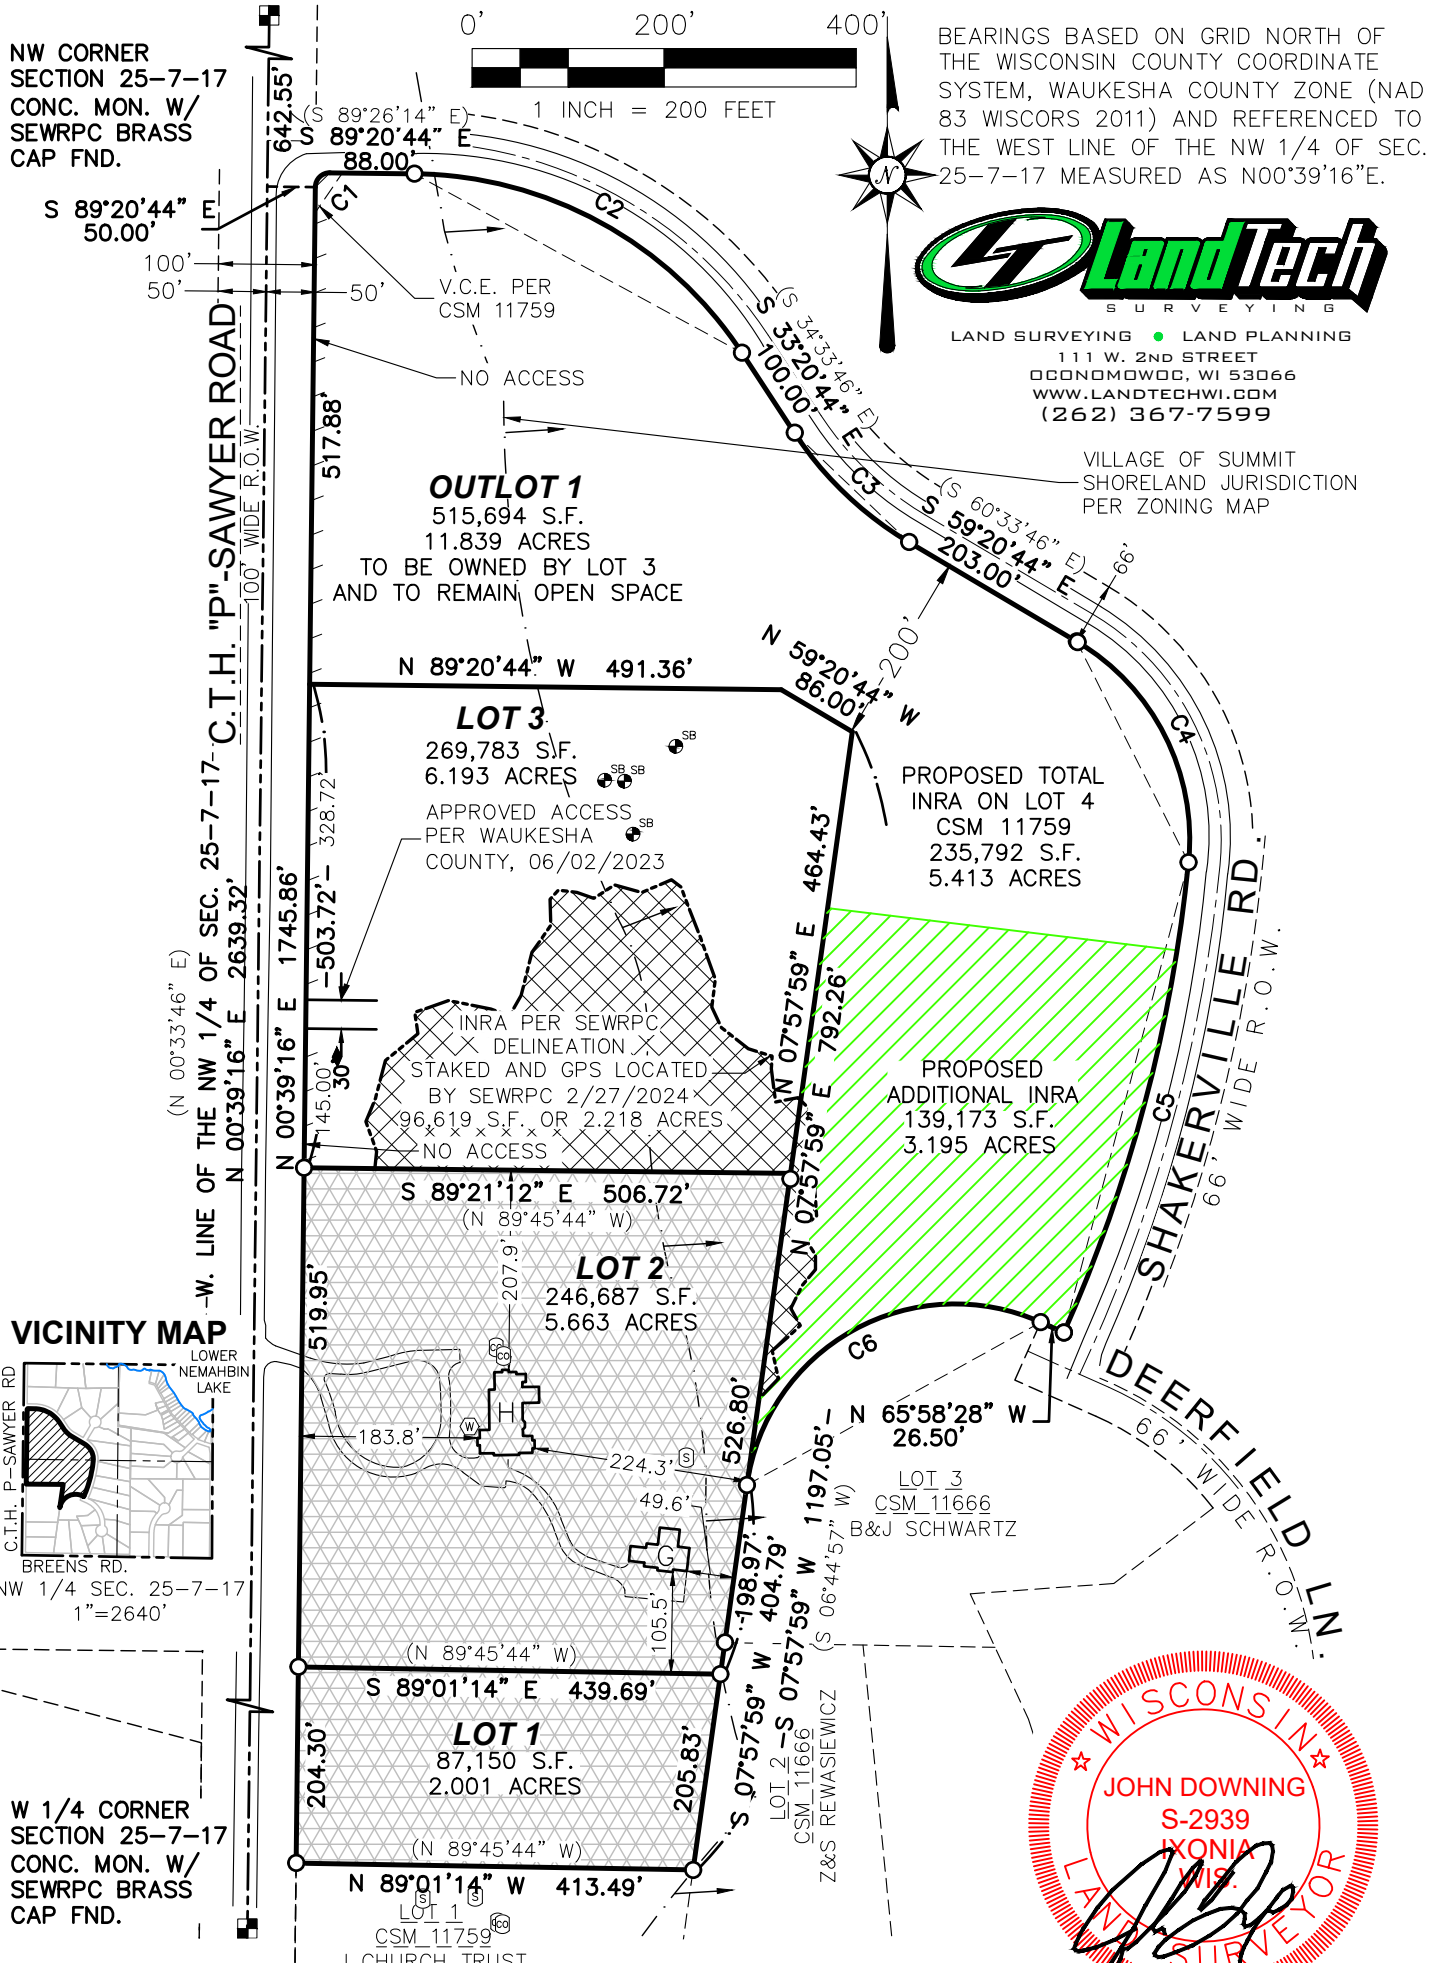 0' 200' 400'
1 INCH = 200 FEET
NW CORNER
SECTION 25-7-17
CONC. MON. W/
SEWRPC BRASS
CAP FND.
BEARINGS BASED ON GRID NORTH OF
THE WISCONSIN COUNTY COORDINATE
SYSTEM, WAUKESHA COUNTY ZONE (NAD
83 WISCORS 2011) AND REFERENCED TO
THE WEST LINE OF THE NW 1/4 OF SEC.
25-7-17 MEASURED AS N00°39'16"E.
N
LT LandTech
SURVEYING
LAND SURVEYING ● LAND PLANNING
111 W. 2ND STREET
OCONOMOWOC, WI 53066
WWW.LANDTECHWI.COM
(262) 367-7599
642.55'
(S 89°26'14" E)
S 89°20'44" E
88.00'
S 89°20'44" E
50.00'
100'
50'
50'
C1
C2
V.C.E. PER
CSM 11759
NO ACCESS
C.T.H. "P"-SAWYER ROAD
100' WIDE R.O.W.
517.88'
(S 34°33'46" E)
S 33°20'44" E
100.00'
C3
VILLAGE OF SUMMIT
SHORELAND JURISDICTION
PER ZONING MAP
(S 60°33'46" E)
S 59°20'44" E
203.00'
66'
OUTLOT 1
515,694 S.F.
11.839 ACRES
TO BE OWNED BY LOT 3
AND TO REMAIN OPEN SPACE
200'
N 59°20'44" W
86.00'
N 89°20'44" W 491.36'
C4
LOT 3
269,783 S.F.
6.193 ACRES
SB
SB
SB
SB
APPROVED ACCESS
PER WAUKESHA
COUNTY, 06/02/2023
328.72'
503.72'
1745.86'
N 00°39'16" E
145.00'
30'
W. LINE OF THE NW 1/4 OF SEC. 25-7-17
N 00°39'16" E 2639.32'
(N 00°33'46" E)
PROPOSED TOTAL
INRA ON LOT 4
CSM 11759
235,792 S.F.
5.413 ACRES
464.43'
N 07°57'59" E
792.26'
N 07°57'59" E
N 07°57'59" E
INRA PER SEWRPC
DELINEATION
STAKED AND GPS LOCATED
BY SEWRPC 2/27/2024
96,619 S.F. OR 2.218 ACRES
NO ACCESS
PROPOSED
ADDITIONAL INRA
139,173 S.F.
3.195 ACRES
C5
SHAKERVILLE RD.
66' WIDE R.O.W.
S 89°21'12" E 506.72'
(N 89°45'44" W)
207.9'
LOT 2
246,687 S.F.
5.663 ACRES
519.95'
CO
W
H
183.8'
224.3'
S
49.6'
G
105.5'
526.80'
C6
N 65°58'28" W
26.50'
DEERFIELD LN.
66' WIDE R.O.W.
LOT 3
CSM 11666
B&J SCHWARTZ
198.97'
404.79'
S 07°57'59" W
S 07°57'59" W 1197.05'
(S 06°44'57" W)
LOT 2
CSM 11666
Z&S REWASIEWICZ
VICINITY MAP
LOWER
NEMAHBIN
LAKE
C.T.H. P-SAWYER RD
BREENS RD.
NW 1/4 SEC. 25-7-17
1"=2640'
(N 89°45'44" W)
S 89°01'14" E 439.69'
LOT 1
87,150 S.F.
2.001 ACRES
204.30'
205.83'
(N 89°45'44" W)
N 89°01'14" W 413.49'
S
S
CO
LOT 1
CSM 11759
W 1/4 CORNER
SECTION 25-7-17
CONC. MON. W/
SEWRPC BRASS
CAP FND.
WISCONSIN
JOHN DOWNING
S-2939
IXONIA
WIS.
LAND SURVEYOR